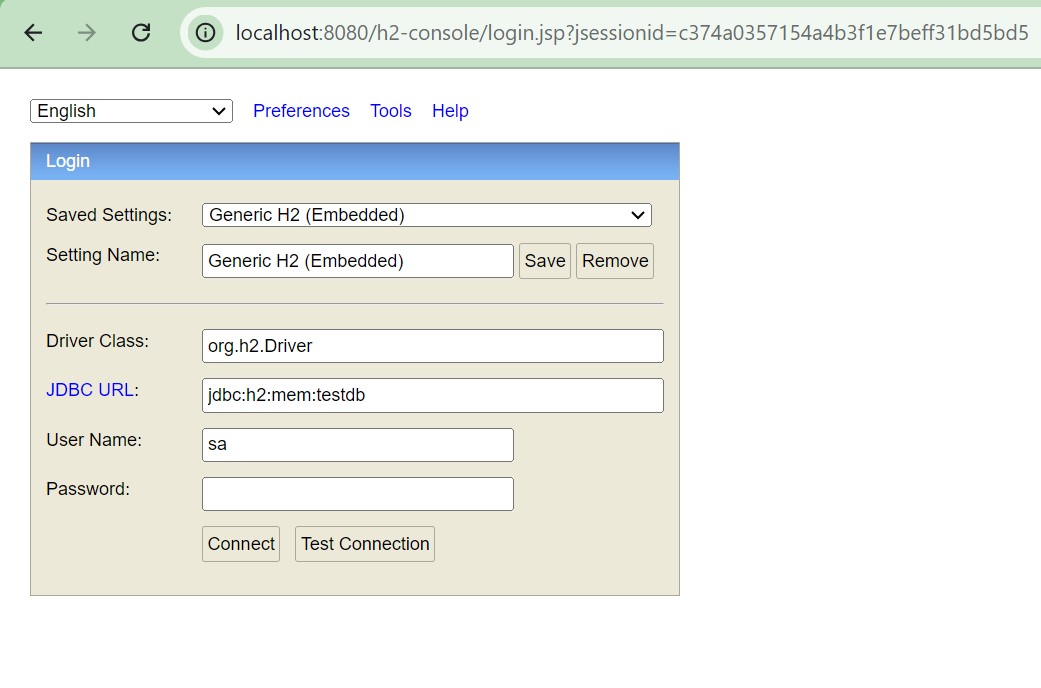 localhost:8080/h2-console/login.jsp?jsessionid=c374a0357154a4b3f1e7beff31bd5bd5
English Preferences Tools Help
Login
Saved Settings: Generic H2 (Embedded)
Setting Name: Generic H2 (Embedded) Save Remove
Driver Class: org.h2.Driver
JDBC URL: jdbc:h2:mem:testdb
User Name: sa
Password:
Connect Test Connection